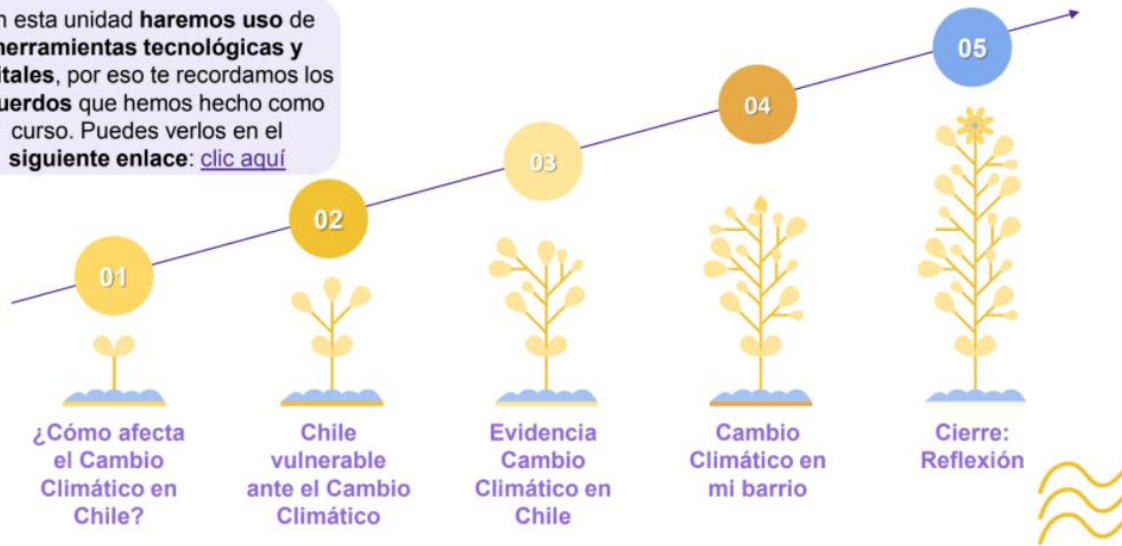 esta unidad haremos uso de
herramientas tecnológicas y
, por eso te recordamos los
que hemos hecho como
curso. Puedes verlos en el
siguiente enlace: clic aquí
01
02
03
04
05
¿Cómo afecta
el Cambio
Climático en
Chile?
Chile
vulnerable
ante el Cambio
Climático
Evidencia
Cambio
Climático en
Chile
Cambio
Climático en
mi barrio
Cierre:
Reflexión